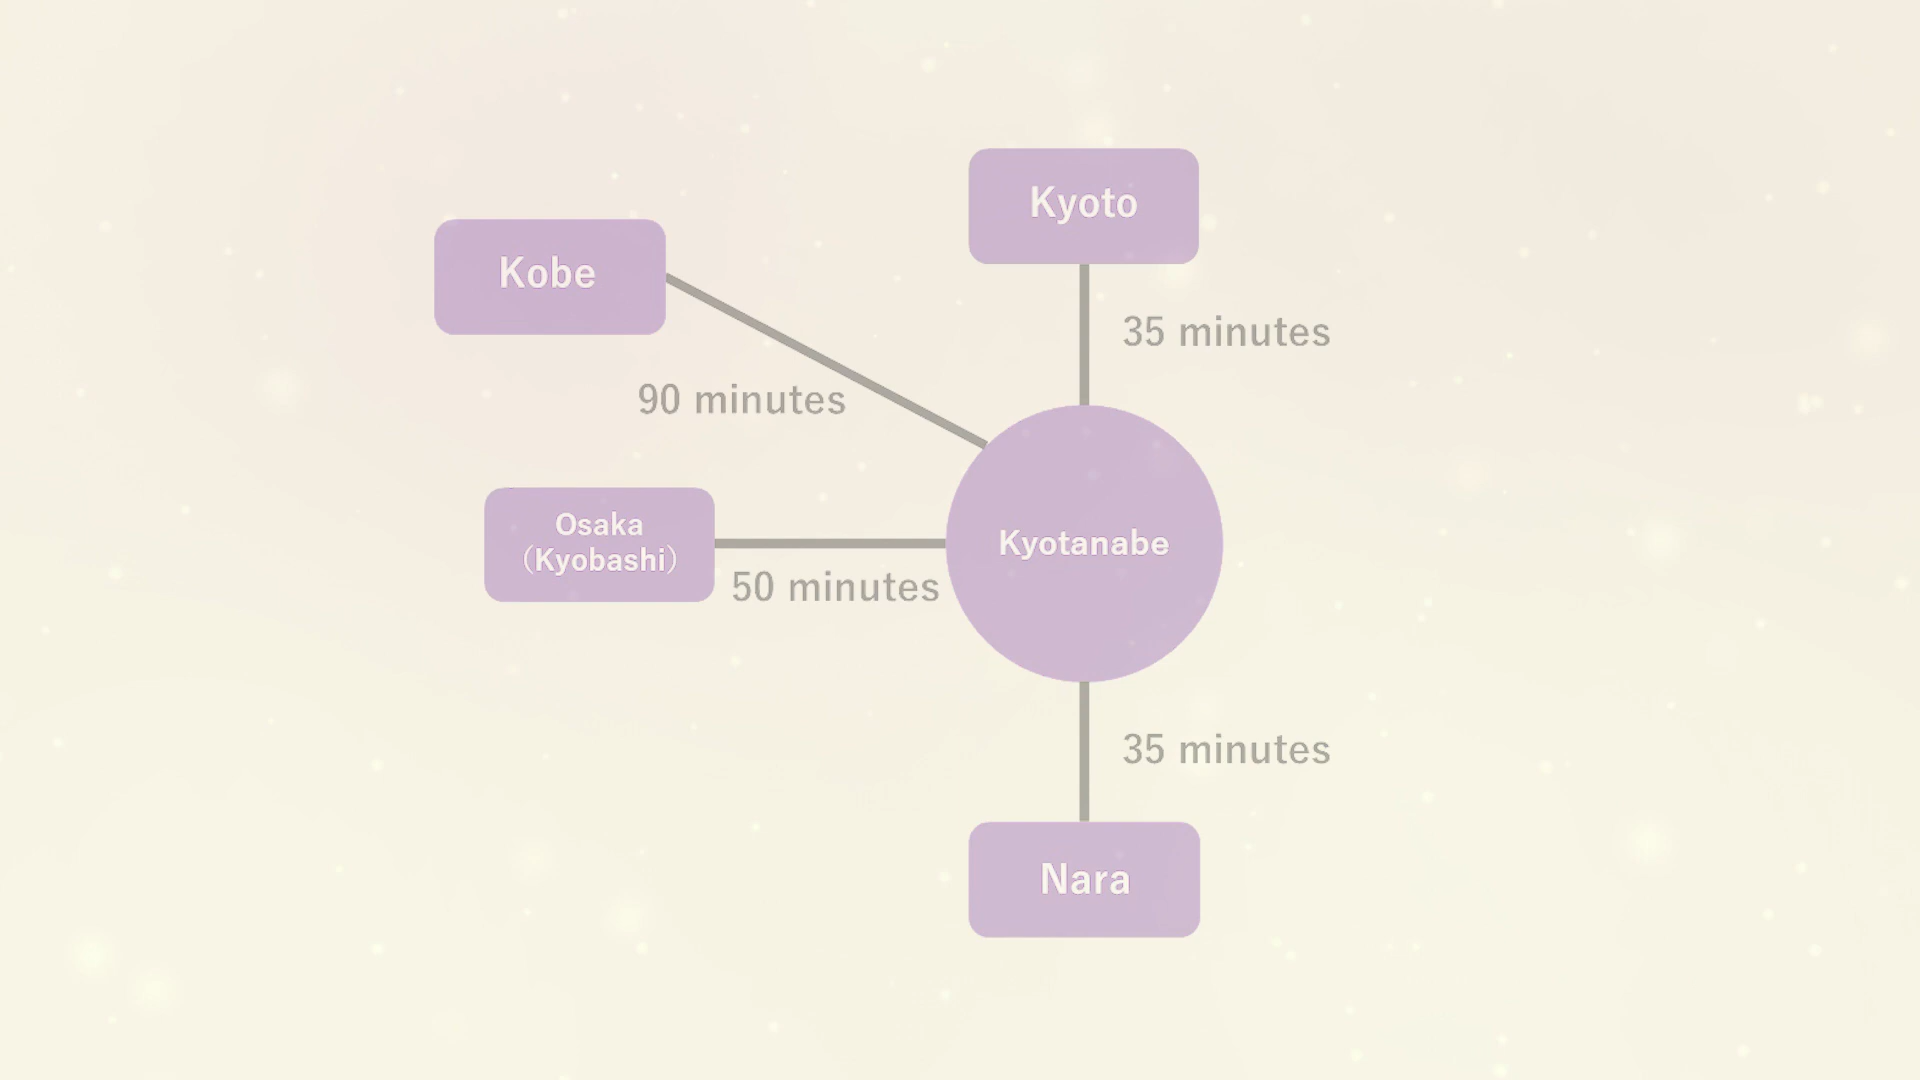 Kyoto
Kobe
35 minutes
90 minutes
Osaka
（Kyobashi）
Kyotanabe
50 minutes
35 minutes
Nara